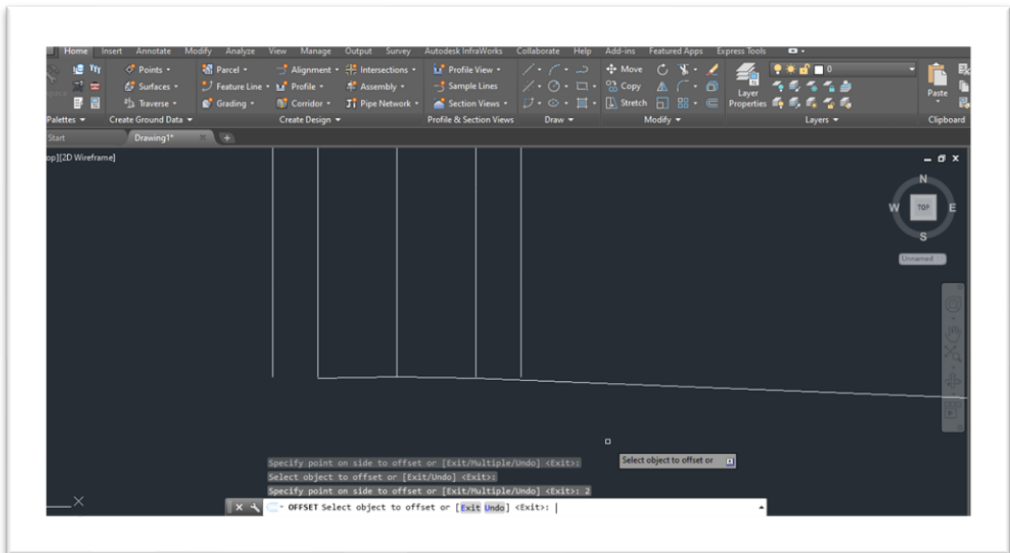 Home Insert Annotate Modify Analyze View Manage Output Survey Autodesk InfraWorks Collaborate Help Add-ins Featured Apps Express Tools
Points Parcel Alignment Intersections Profile View Move
Surfaces Feature Line Profile Assembly Sample Lines Copy
Traverse Grading Corridor Pipe Network Section Views Stretch
Layer Properties
0
Paste
Palettes Create Ground Data Create Design Profile & Section Views Draw Modify Layers Clipboard
Start Drawing1* +
op][2D Wireframe]
N
W TOP E
S
Unnamed
Specify point on side to offset or [Exit/Multiple/Undo] <Exit>:
Select object to offset or
Select object to offset or [Exit/Undo] <Exit>:
Specify point on side to offset or [Exit/Multiple/Undo] <Exit>: 2
X
OFFSET Select object to offset or [Exit Undo] <Exit>: